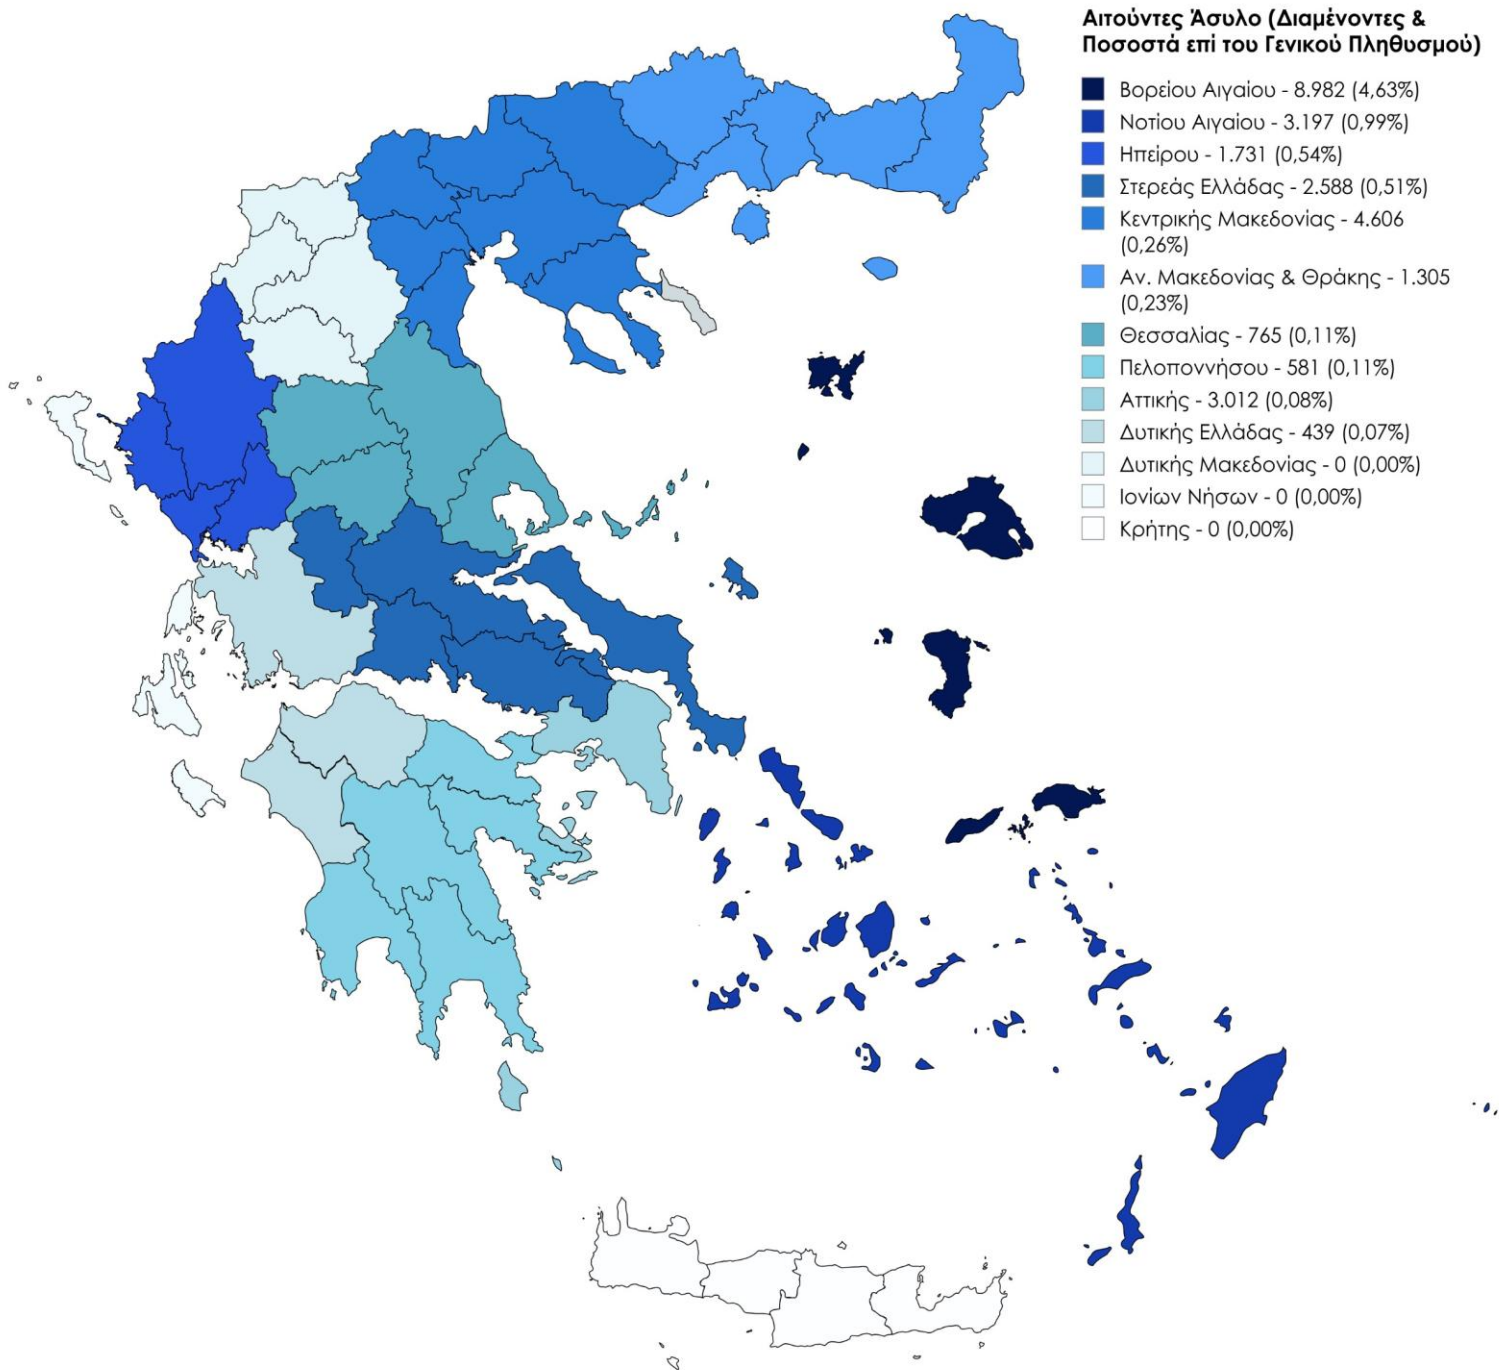 Αιτούντες Άσυλο (Διαμένοντες &
Ποσοστά επί του Γενικού Πληθυσμού)
Βορείου Αιγαίου - 8.982 (4,63%)
Νοτίου Αιγαίου - 3.197 (0,99%)
Ηπείρου - 1.731 (0,54%)
Στερεάς Ελλάδας - 2.588 (0,51%)
Κεντρικής Μακεδονίας - 4.606
(0,26%)
Αν. Μακεδονίας & Θράκης - 1.305
(0,23%)
Θεσσαλίας - 765 (0,11%)
Πελοποννήσου - 581 (0,11%)
Αττικής - 3.012 (0,08%)
Δυτικής Ελλάδας - 439 (0,07%)
Δυτικής Μακεδονίας - 0 (0,00%)
Ιονίων Νήσων - 0 (0,00%)
Κρήτης - 0 (0,00%)